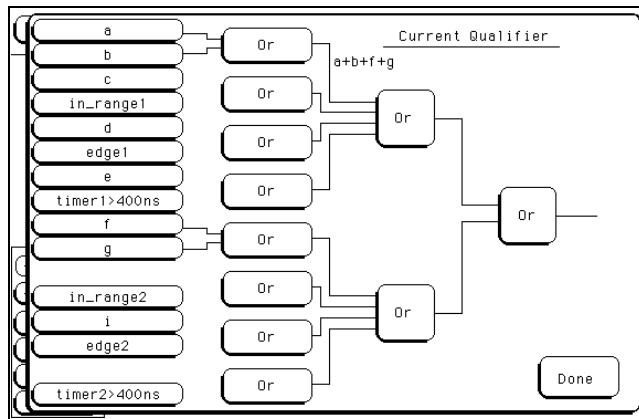 Current Qualifier
a
b
c
in_range1
d
edge1
e
timer1>400ns
f
g
in_range2
i
edge2
timer2>400ns
Or
Or
Or
Or
Or
Or
Or
Or
a+b+f+g
Or
Or
Or
Done